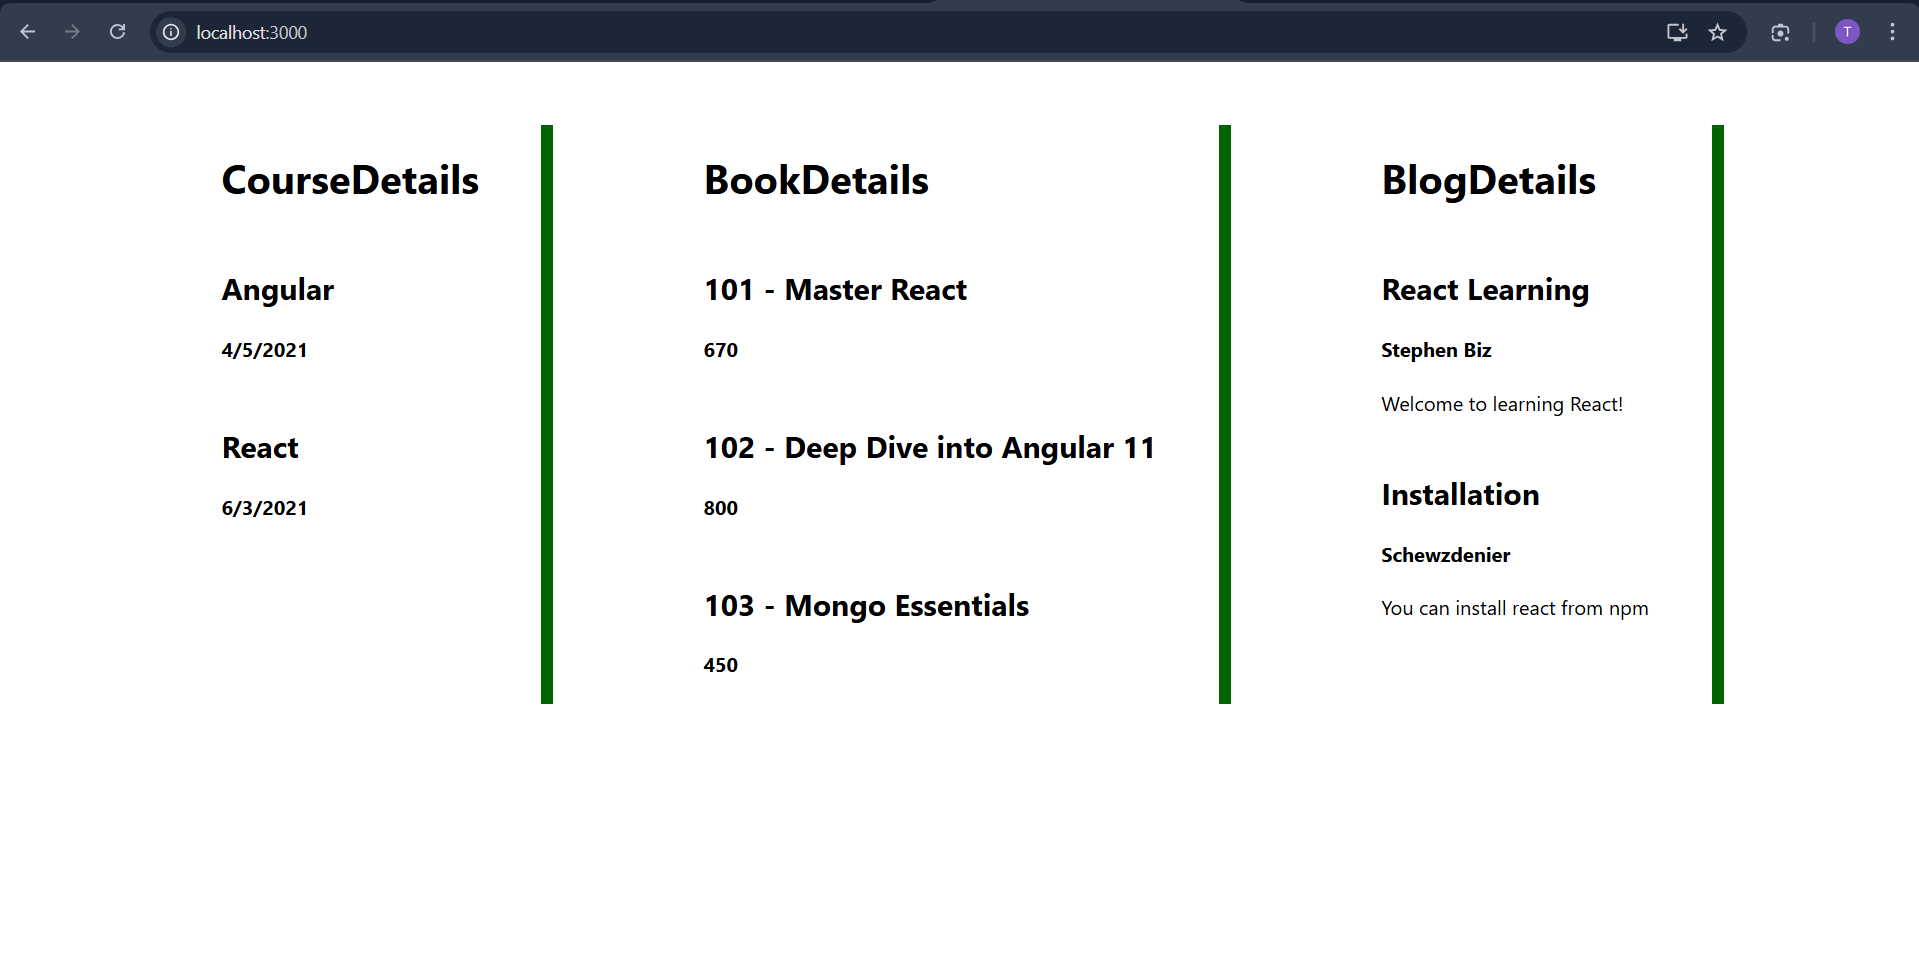 localhost:3000
T
CourseDetails
Angular
4/5/2021
React
6/3/2021
BookDetails
101 - Master React
670
102 - Deep Dive into Angular 11
800
103 - Mongo Essentials
450
BlogDetails
React Learning
Stephen Biz
Welcome to learning React!
Installation
Schewzdenier
You can install react from npm